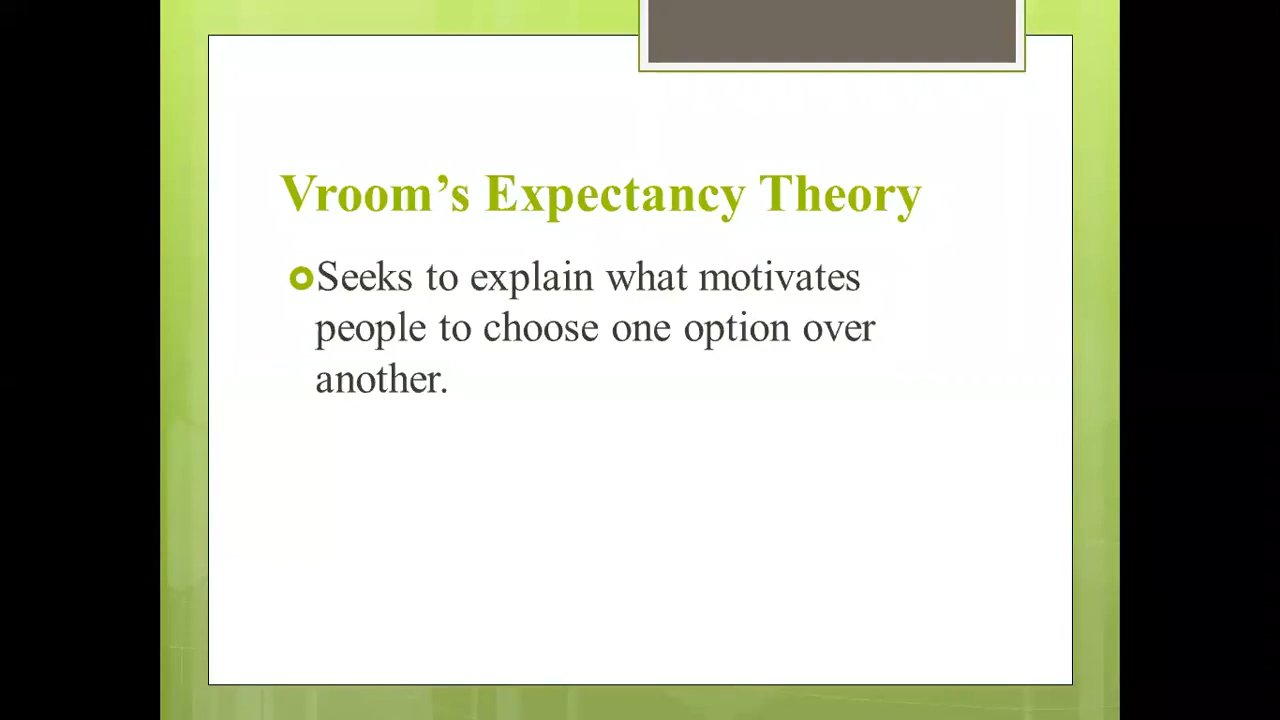 Vroom’s Expectancy Theory
Seeks to explain what motivates
people to choose one option over
another.